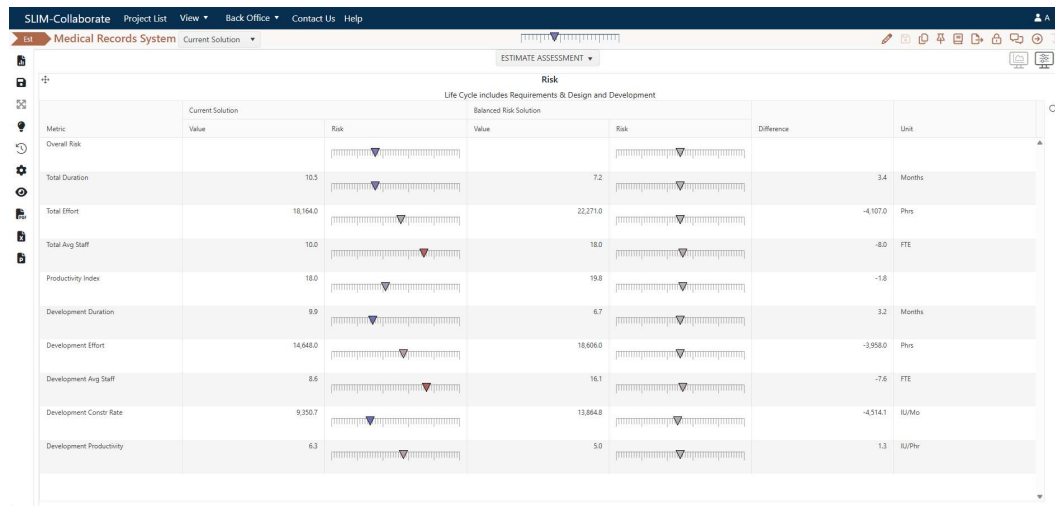 SLIM-Collaborate Project List View Back Office Contact Us Help A
Est Medical Records System Current Solution
ESTIMATE ASSESSMENT
Risk
Life Cycle includes Requirements & Design and Development
Current Solution Balanced Risk Solution
Metric Value Risk Value Risk Difference Unit
Overall Risk
Total Duration 10.5 7.2 3.4 Months
Total Effort 18,164.0 22,271.0 -4,107.0 Phrs
Total Avg Staff 10.0 18.0 -8.0 FTE
Productivity Index 18.0 19.8 -1.8
Development Duration 9.9 6.7 3.2 Months
Development Effort 14,648.0 18,606.0 -3,958.0 Phrs
Development Avg Staff 8.6 16.1 -7.6 FTE
Development Constr Rate 9,350.7 13,864.8 -4,514.1 IU/Mo
Development Productivity 6.3 5.0 1.3 IU/Phr